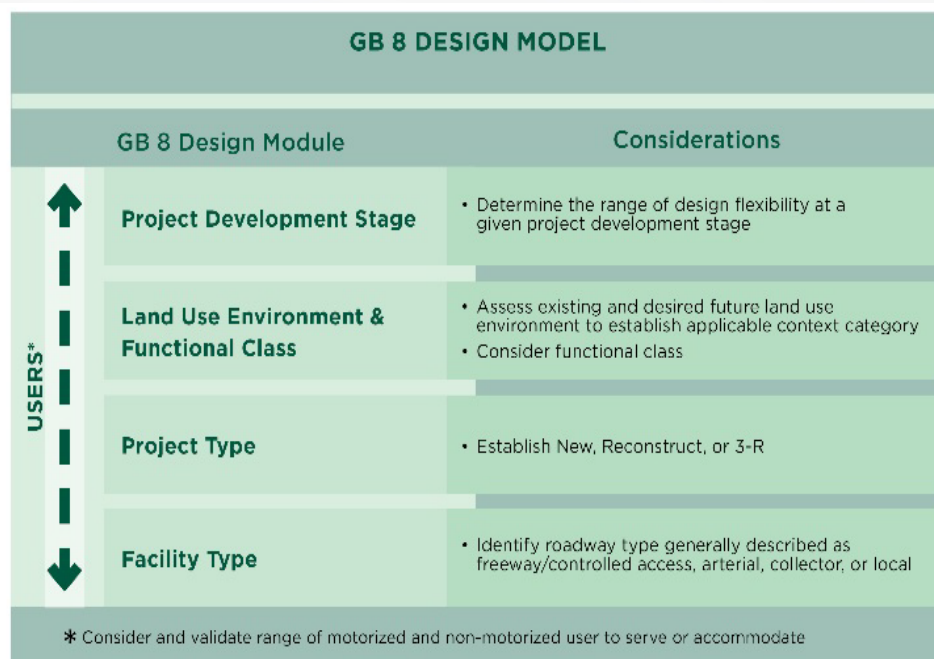 GB 8 DESIGN MODEL
GB 8 Design Module
Considerations
USERS*
Project Development Stage
• Determine the range of design flexibility at a
given project development stage
Land Use Environment &
Functional Class
• Assess existing and desired future land use
environment to establish applicable context category
• Consider functional class
Project Type
• Establish New, Reconstruct, or 3-R
Facility Type
• Identify roadway type generally described as
freeway/controlled access, arterial, collector, or local
* Consider and validate range of motorized and non-motorized user to serve or accommodate